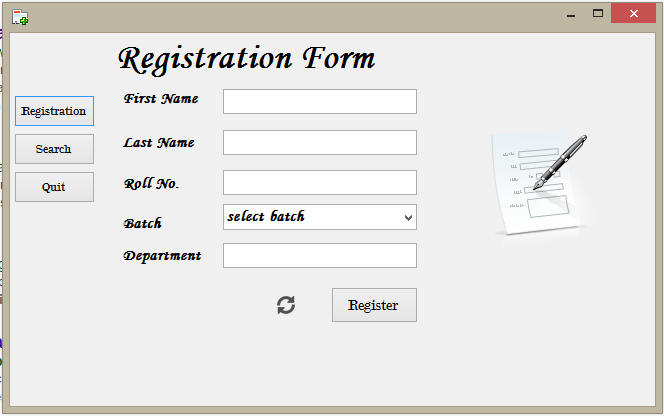 Registration Form
Registration
Search
Quit
First Name
Last Name
Roll No.
Batch
select batch
Department
Register